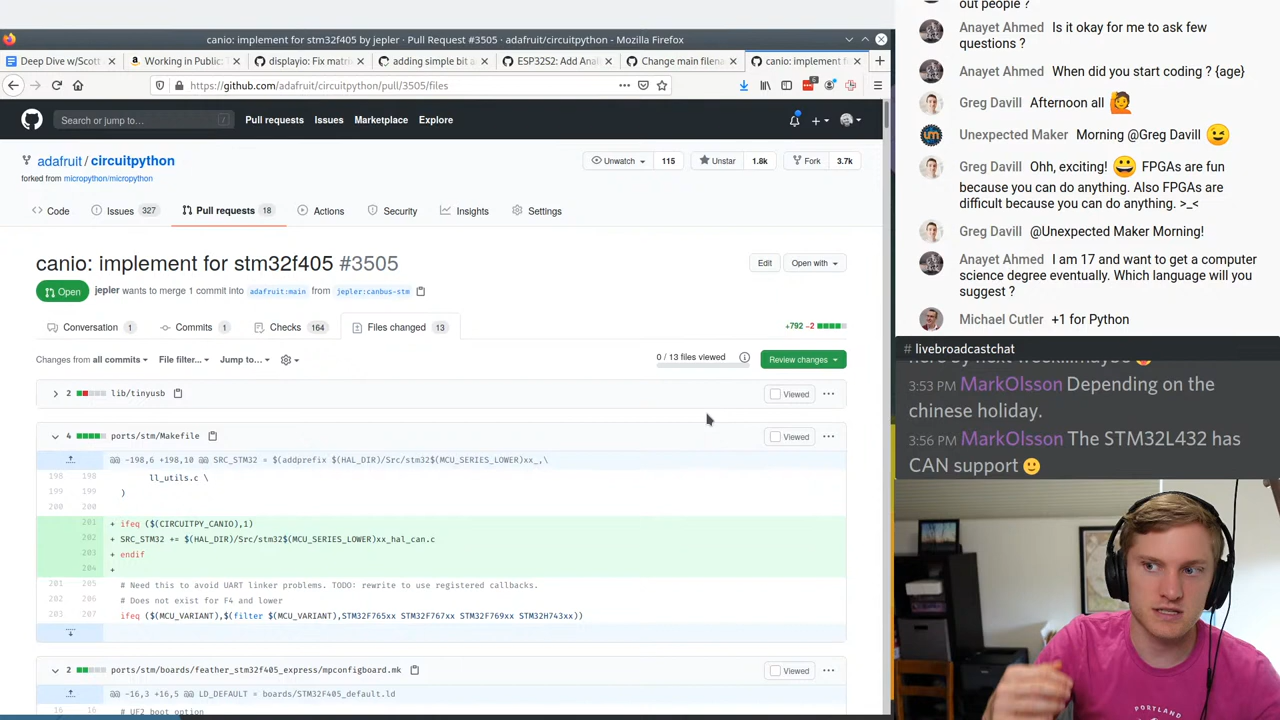 canio: implement for stm32f405 by jepler · Pull Request #3505 · adafruit/circuitpython - Mozilla Firefox
Deep Dive w/Scott
Working in Public:
displayio: Fix matri
adding simple bit a
ESP32S2: Add Ana
Change main filena
canio: implement f
https://github.com/adafruit/circuitpython/pull/3505/files
6
Search or jump to...
/
Pull requests
Issues
Marketplace
Explore
adafruit / circuitpython
forked from micropython/micropython
Unwatch
115
Unstar
1.8k
Fork
3.7k
Code
Issues 327
Pull requests 18
Actions
Security
Insights
Settings
canio: implement for stm32f405 #3505
Edit
Open with
Open
jepler wants to merge 1 commit into adafruit:main from jepler:canbus-stm
Conversation 1
Commits 1
Checks 164
Files changed 13
+792 −2
Changes from all commits
File filter...
Jump to...
0 / 13 files viewed
Review changes
2 lib/tinyusb
Viewed
4 ports/stm/Makefile
Viewed
@@ -198,6 +198,10 @@ SRC_STM32 = $(addprefix $(HAL_DIR)/Src/stm32$(MCU_SERIES_LOWER)xx_,\
198 198 ll_utils.c \
199 199 )
200 200
201 + ifeq ($(CIRCUITPY_CANIO),1)
202 + SRC_STM32 += $(HAL_DIR)/Src/stm32$(MCU_SERIES_LOWER)xx_hal_can.c
203 + endif
204 +
201 205 # Need this to avoid UART linker problems. TODO: rewrite to use registered callbacks.
202 206 # Does not exist for F4 and lower
203 207 ifeq ($(MCU_VARIANT),$(filter $(MCU_VARIANT),STM32F765xx STM32F767xx STM32F769xx STM32H743xx))
2 ports/stm/boards/feather_stm32f405_express/mpconfigboard.mk
Viewed
@@ -16,3 +16,5 @@ LD_DEFAULT = boards/STM32F405_default.ld
16 16 # UF2 boot option
out people ?
Anayet Ahmed Is it okay for me to ask few
questions ?
Anayet Ahmed When did you start coding ? {age}
Greg Davill Afternoon all 🙋
Unexpected Maker Morning @Greg Davill 😉
Greg Davill Ohh, exciting! 😀 FPGAs are fun
because you can do anything. Also FPGAs are
difficult because you can do anything. >_<
Greg Davill @Unexpected Maker Morning!
Anayet Ahmed I am 17 and want to get a computer
science degree eventually. Which language will you
suggest ?
Michael Cutler +1 for Python
# livebroadcastchat
3:53 PM MarkOlsson Depending on the
chinese holiday.
3:56 PM MarkOlsson The STM32L432 has
CAN support 🙂
PORTLAND